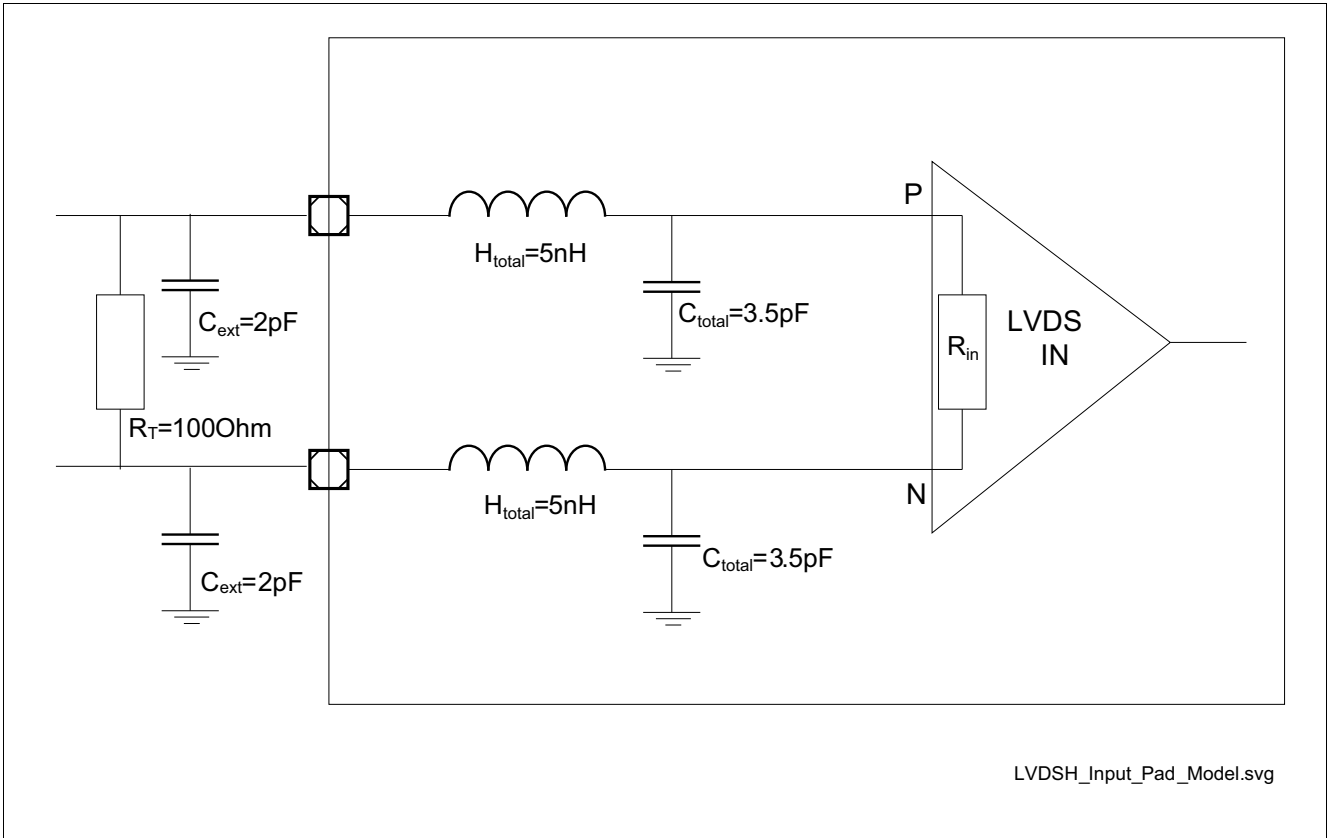 P
H_total=5nH
C_ext=2pF
C_total=3.5pF
LVDS
IN
R_in
R_T=100Ohm
N
H_total=5nH
C_total=3.5pF
C_ext=2pF
LVDSH_Input_Pad_Model.svg